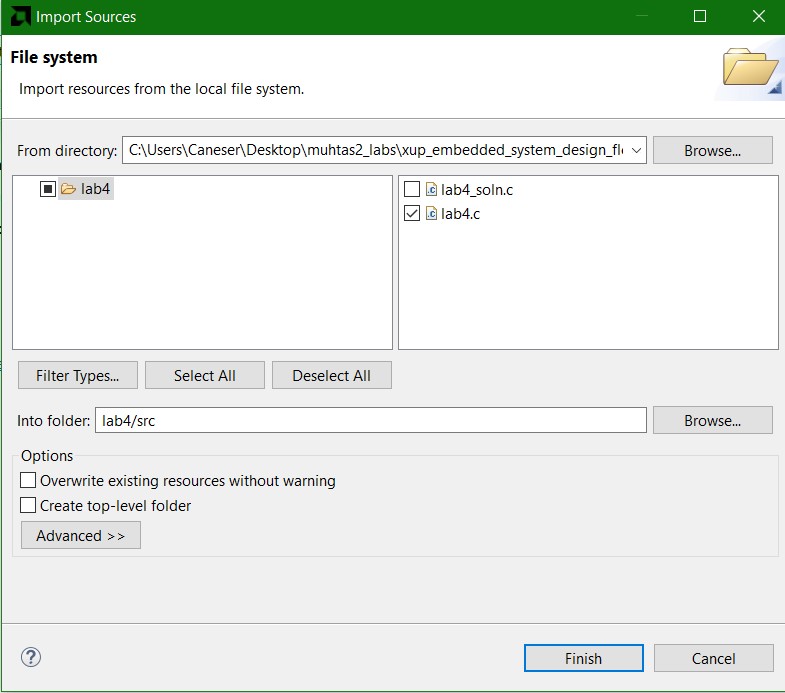 Import Sources
File system
Import resources from the local file system.
From directory: C:\Users\Caneser\Desktop\muhtas2_labs\xup_embedded_system_design_flo Browse...
lab4
lab4_soln.c
lab4.c
Filter Types... Select All Deselect All
Into folder: lab4/src Browse...
Options
Overwrite existing resources without warning
Create top-level folder
Advanced >>
Finish Cancel